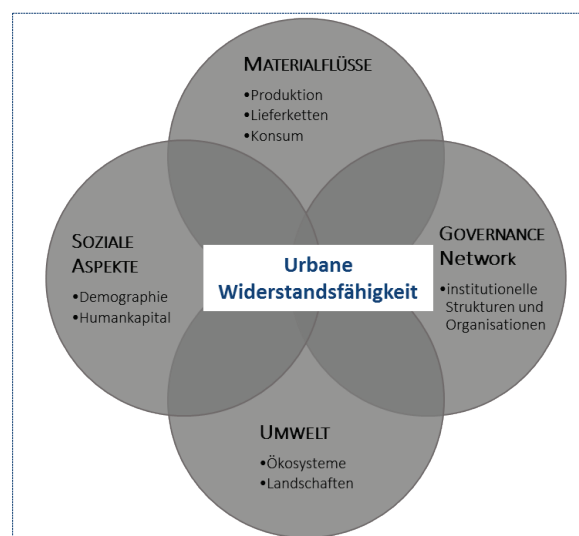 MATERIALFLÜSSE
•Produktion
•Lieferketten
•Konsum
SOZIALE
ASPEKTE
•Demographie
•Humankapital
Urbane
Widerstandsfähigkeit
GOVERNANCE
Network
•institutionelle
Strukturen und
Organisationen
UMWELT
•Ökosysteme
•Landschaften